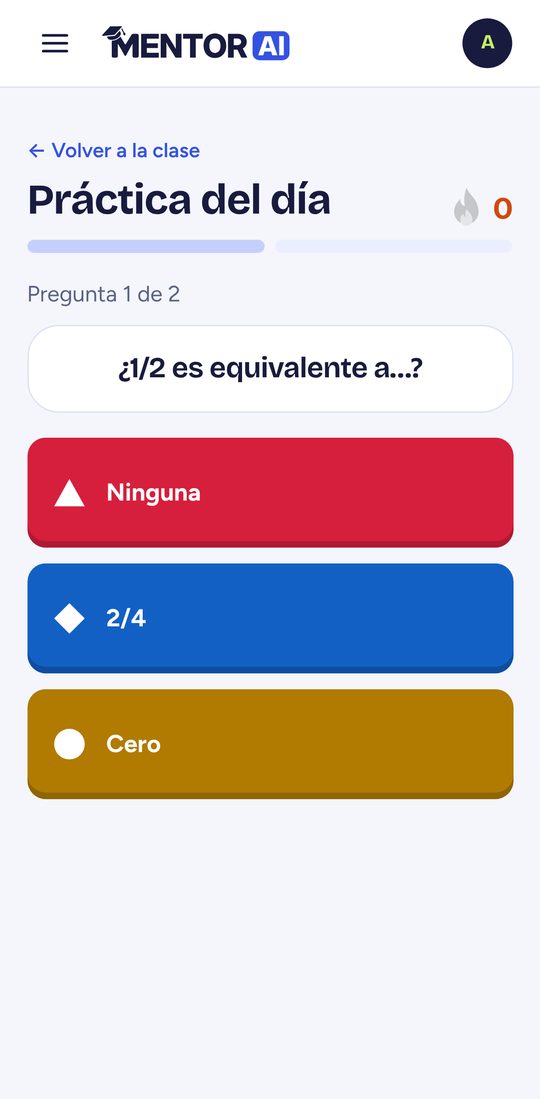 MENTOR AI
A
← Volver a la clase
Práctica del día
0
Pregunta 1 de 2
¿1/2 es equivalente a...?
Ninguna
2/4
Cero